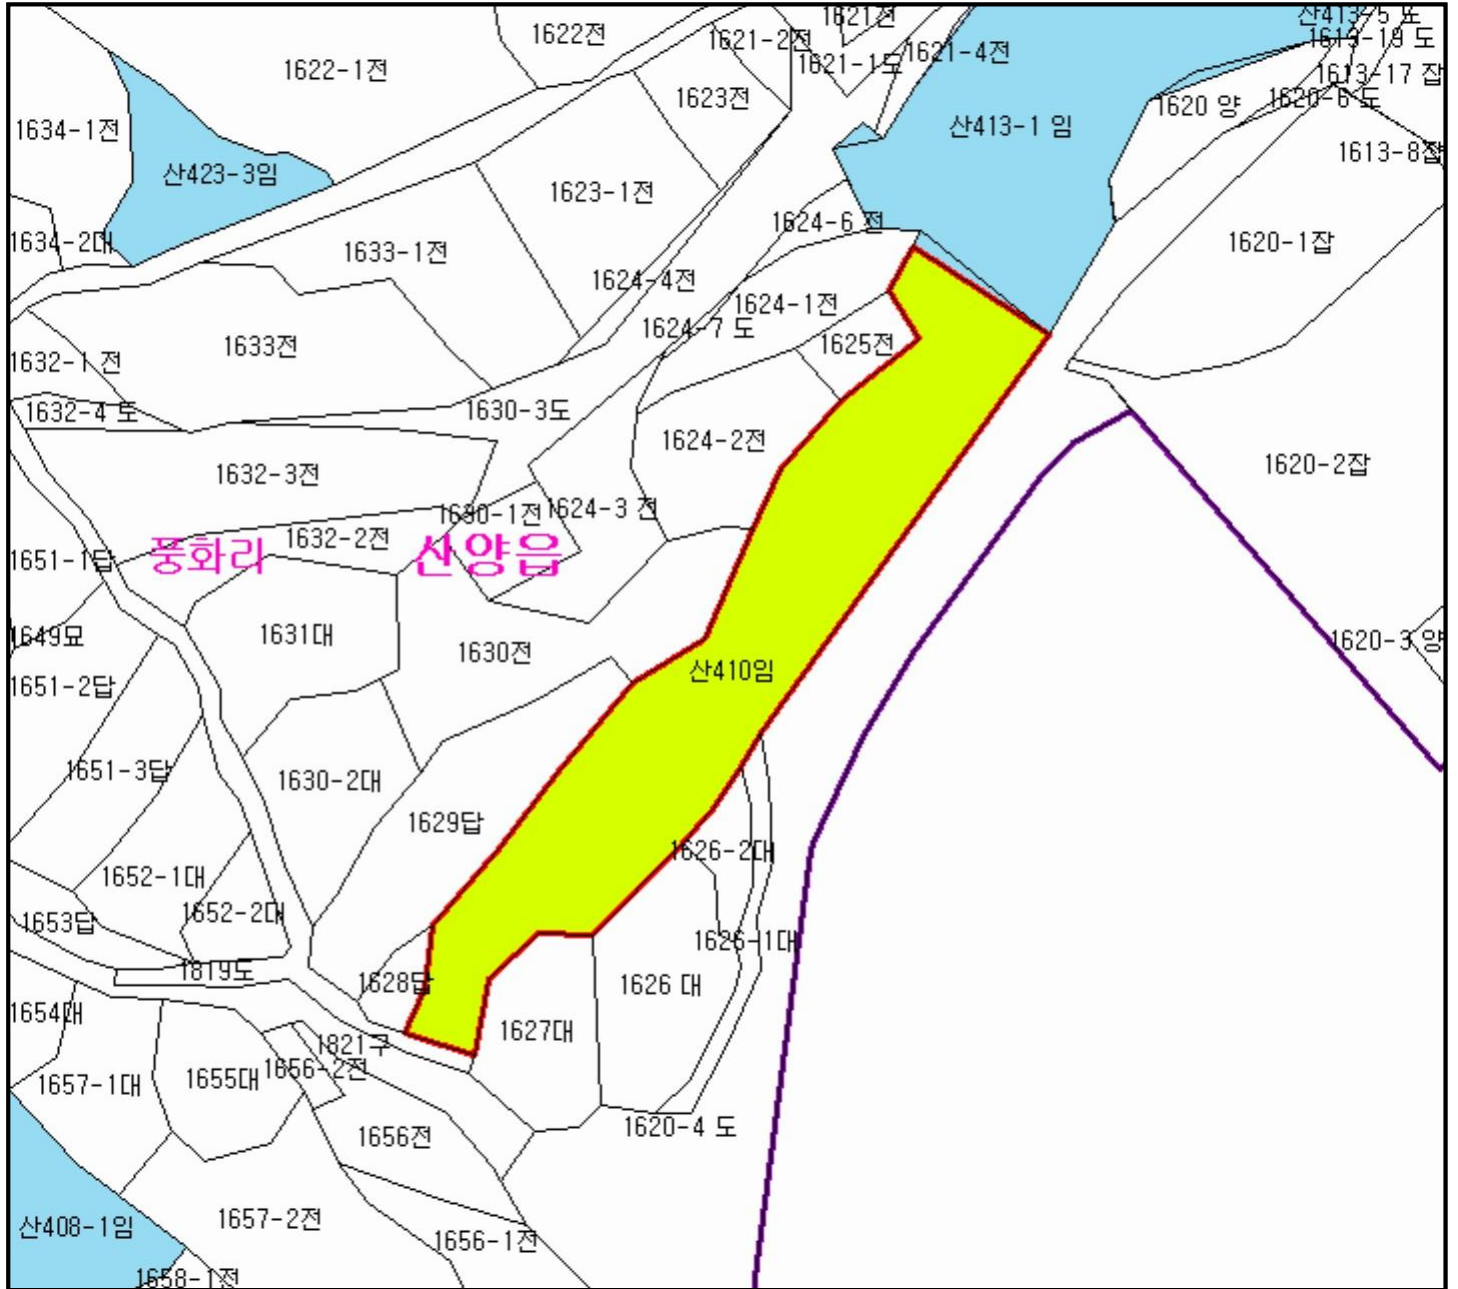 1621전
산413-5 도
1622전
1621-2전
1613-19 도
1621-4전
1621-1도
1622-1전
1613-17 잡
1623전
1620-6 도
1620 양
산413-1 임
1634-1전
1613-8잡
산423-3임
1623-1전
1624-6 전
1634-2대
1633-1전
1620-1잡
1624-4전
1624-1전
1624-7 도
1625전
1633전
1632-1 전
1632-4 도
1630-3도
1624-2전
1620-2잡
1632-3전
1624-3 전
1630-1전
1632-2전
풍화리
산양읍
1651-1답
1631대
1649묘
1620-3 양
1630전
산410임
1651-2답
1651-3답
1630-2대
1629답
1626-2대
1652-1대
1652-2대
1653답
1626-1대
1819도
1628답
1626 대
1654대
1627대
1821구
1656-2전
1655대
1657-1대
1620-4 도
1656전
1657-2전
산408-1임
1656-1전
1658-1전